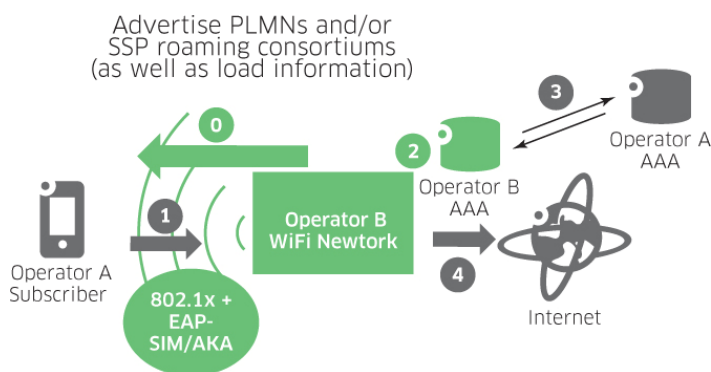 Advertise PLMNs and/or
SSP roaming consortiums
(as well as load information)
0
3
2
Operator A
AAA
Operator B
AAA
1
Operator B
WiFi Newtork
4
Operator A
Subscriber
802.1x +
EAP-
SIM/AKA
Internet